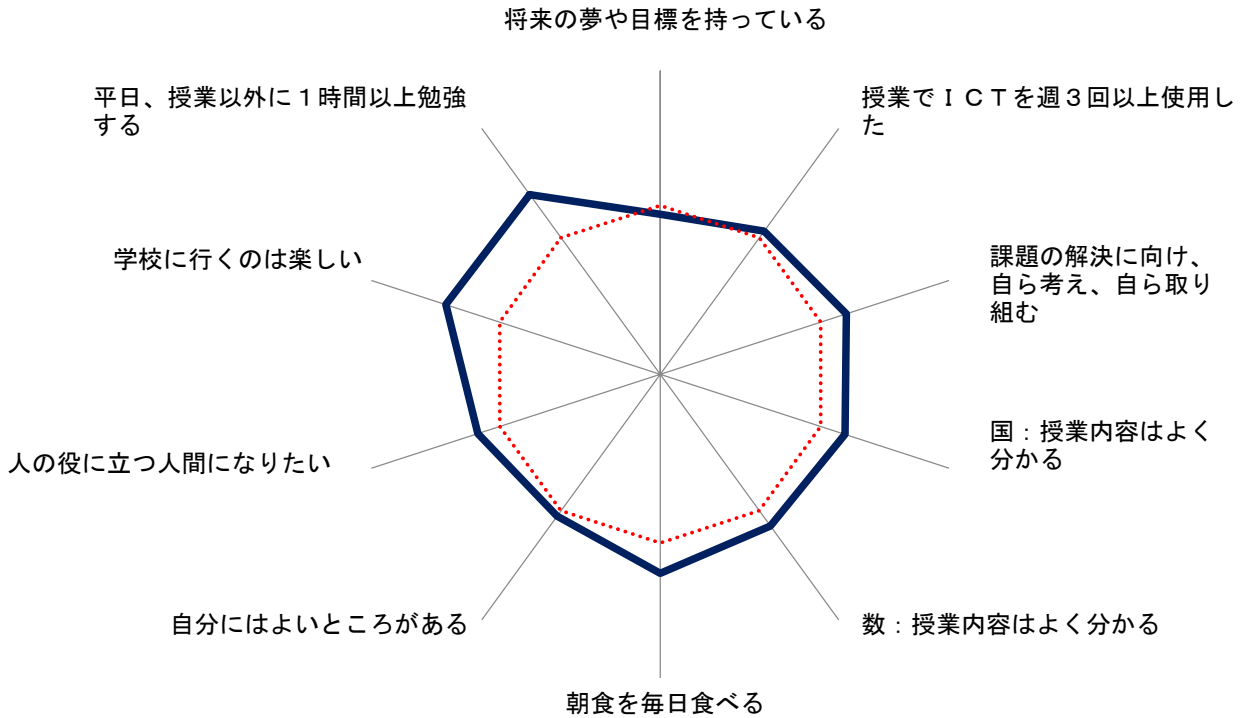 将来の夢や目標を持っている
授業でＩＣＴを週３回以上使用し
た
課題の解決に向け、
自ら考え、自ら取り
組む
国：授業内容はよく
分かる
数：授業内容はよく分かる
朝食を毎日食べる
自分にはよいところがある
人の役に立つ人間になりたい
学校に行くのは楽しい
平日、授業以外に１時間以上勉強
する